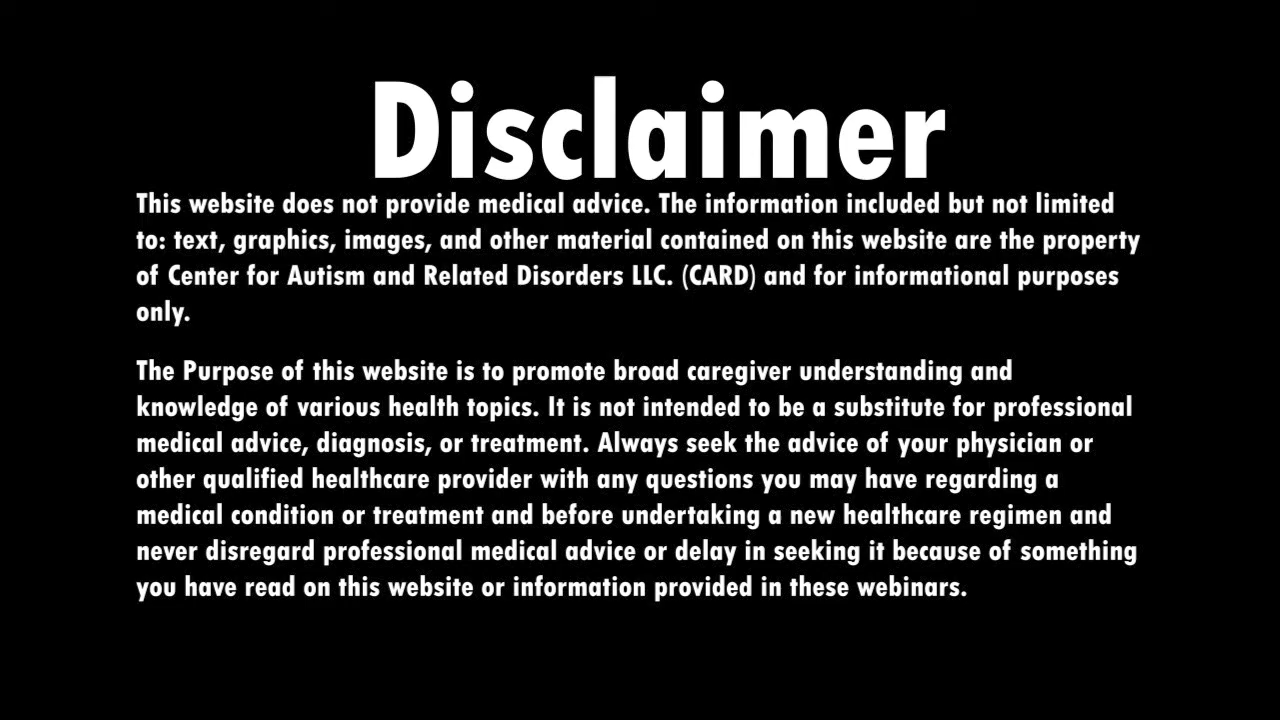 Disclaimer
This website does not provide medical advice. The information included but not limited
to: text, graphics, images, and other material contained on this website are the property
of Center for Autism and Related Disorders LLC. (CARD) and for informational purposes
only.
The Purpose of this website is to promote broad caregiver understanding and
knowledge of various health topics. It is not intended to be a substitute for professional
medical advice, diagnosis, or treatment. Always seek the advice of your physician or
other qualified healthcare provider with any questions you may have regarding a
medical condition or treatment and before undertaking a new healthcare regimen and
never disregard professional medical advice or delay in seeking it because of something
you have read on this website or information provided in these webinars.